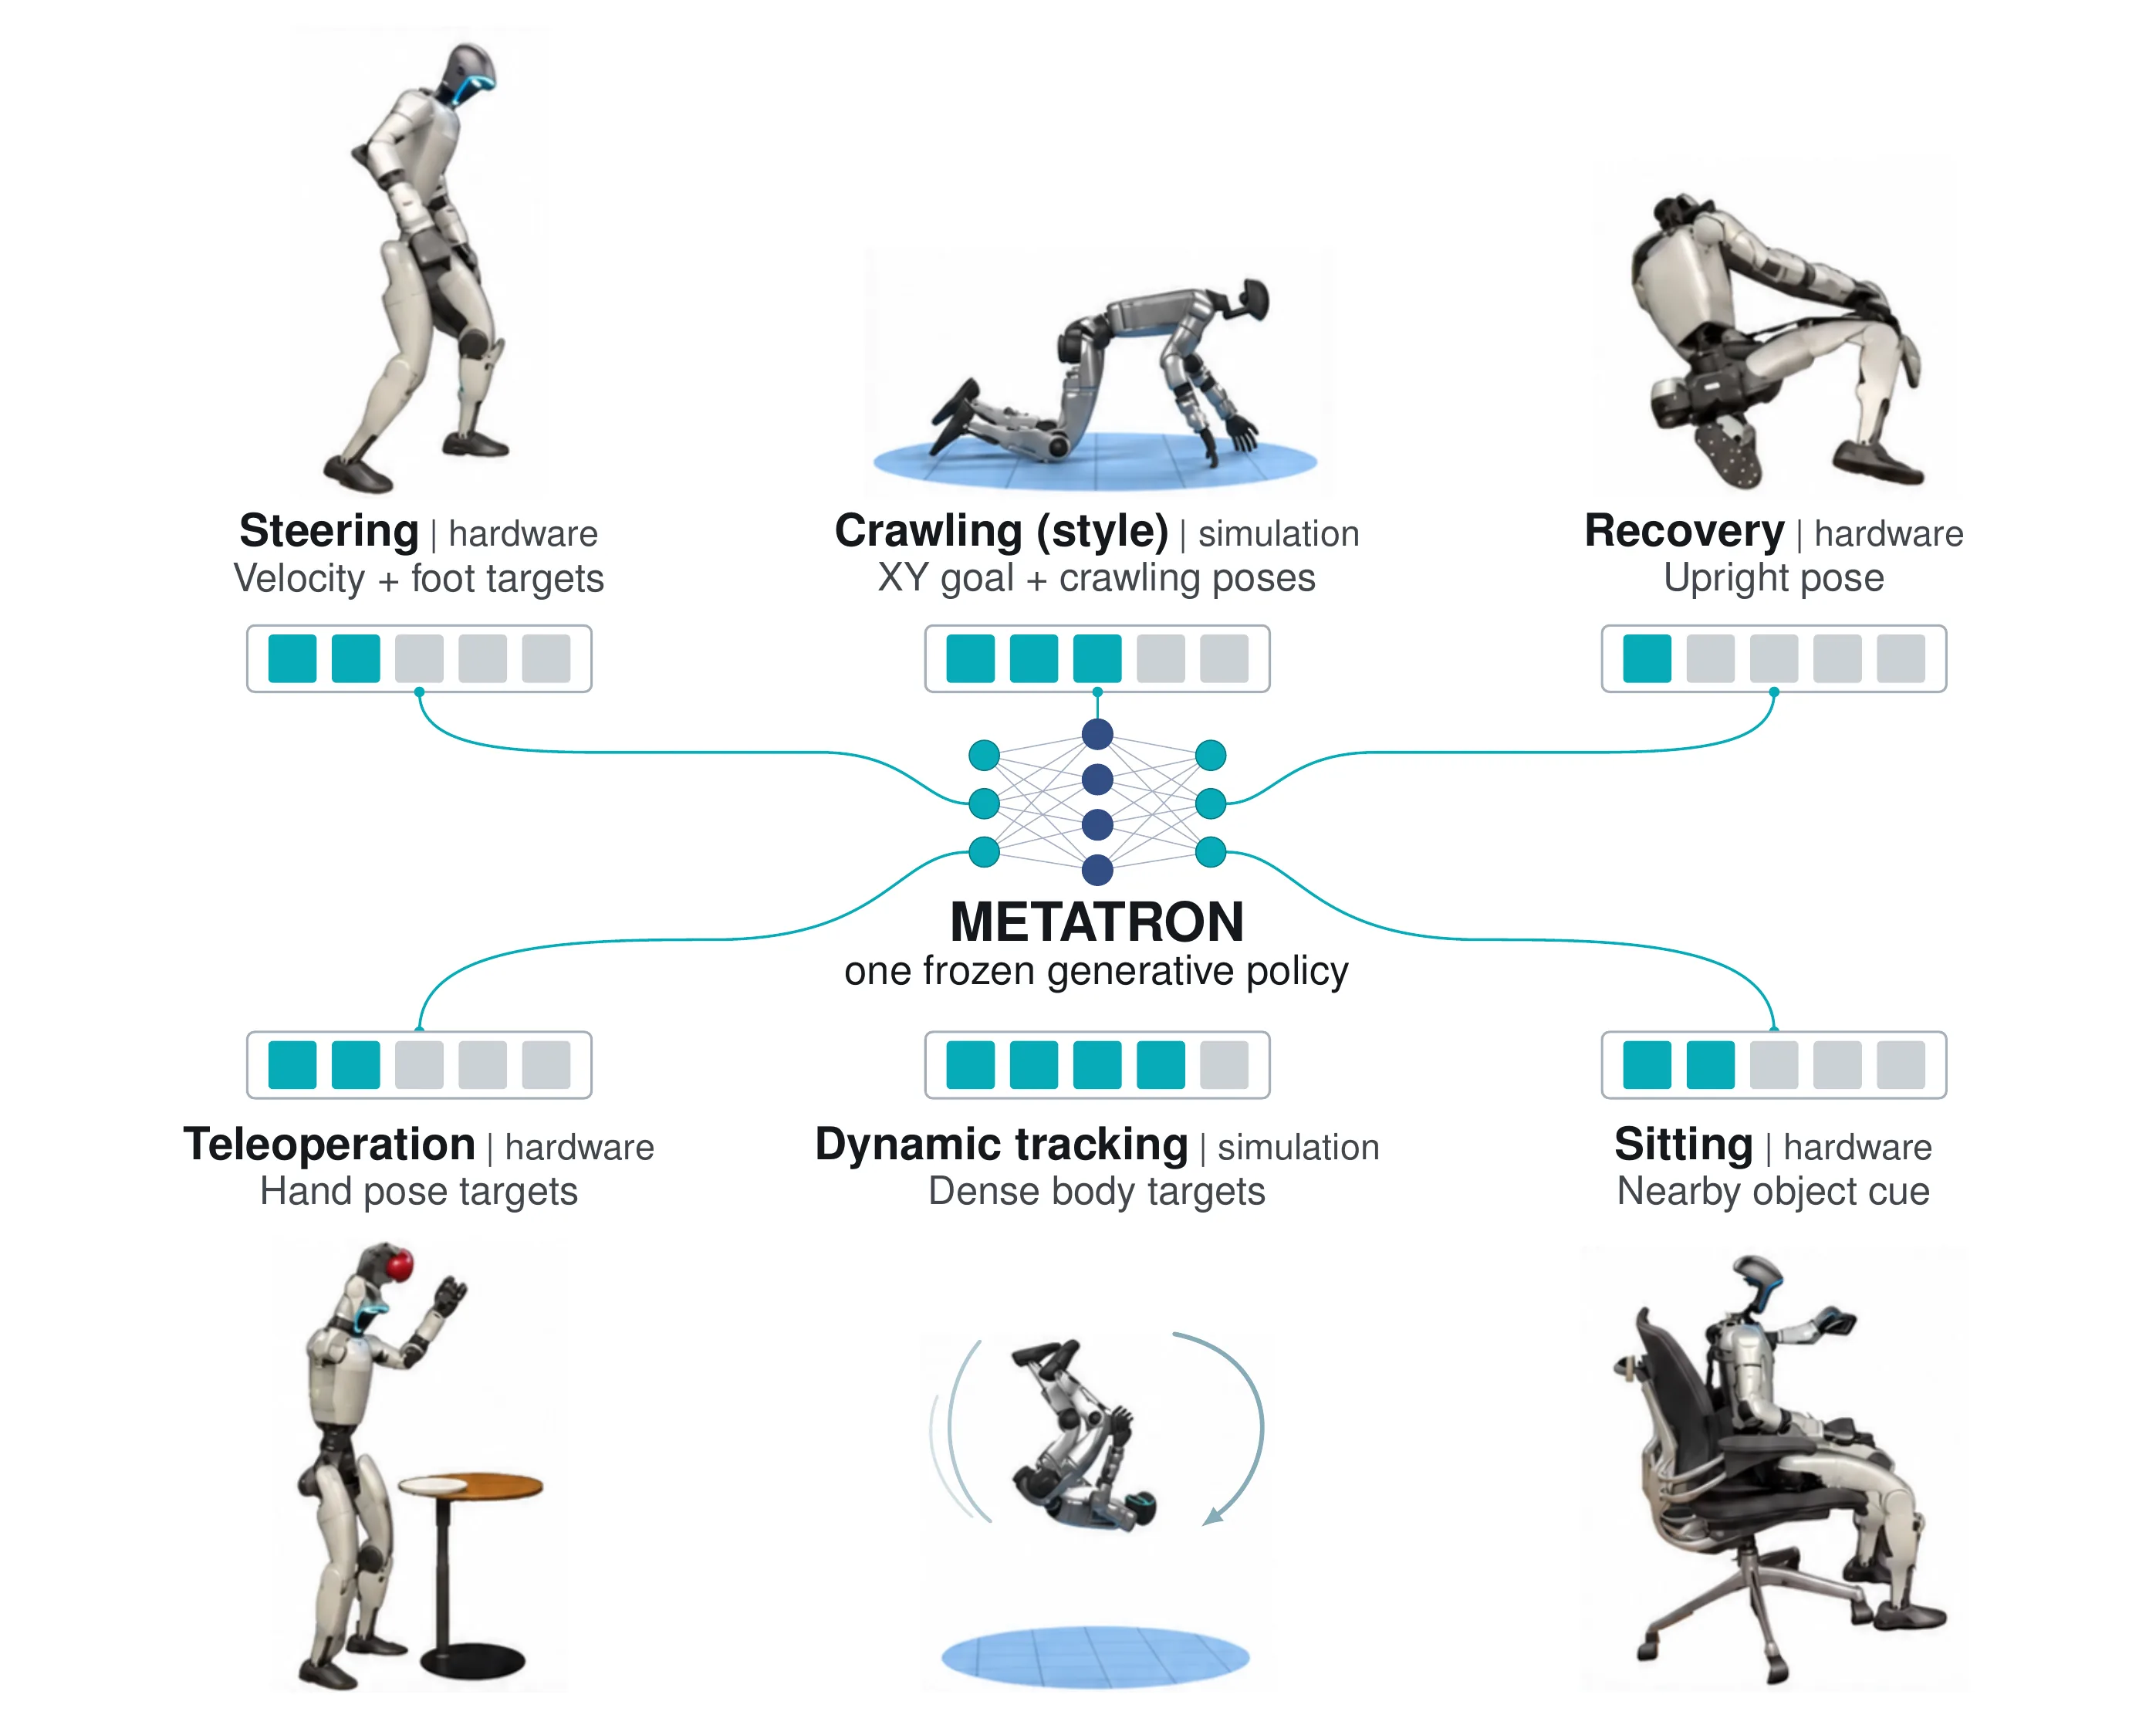 Steering | hardware
Velocity + foot targets
Crawling (style) | simulation
XY goal + crawling poses
Recovery | hardware
Upright pose
METATRON
one frozen generative policy
Teleoperation | hardware
Hand pose targets
Dynamic tracking | simulation
Dense body targets
Sitting | hardware
Nearby object cue